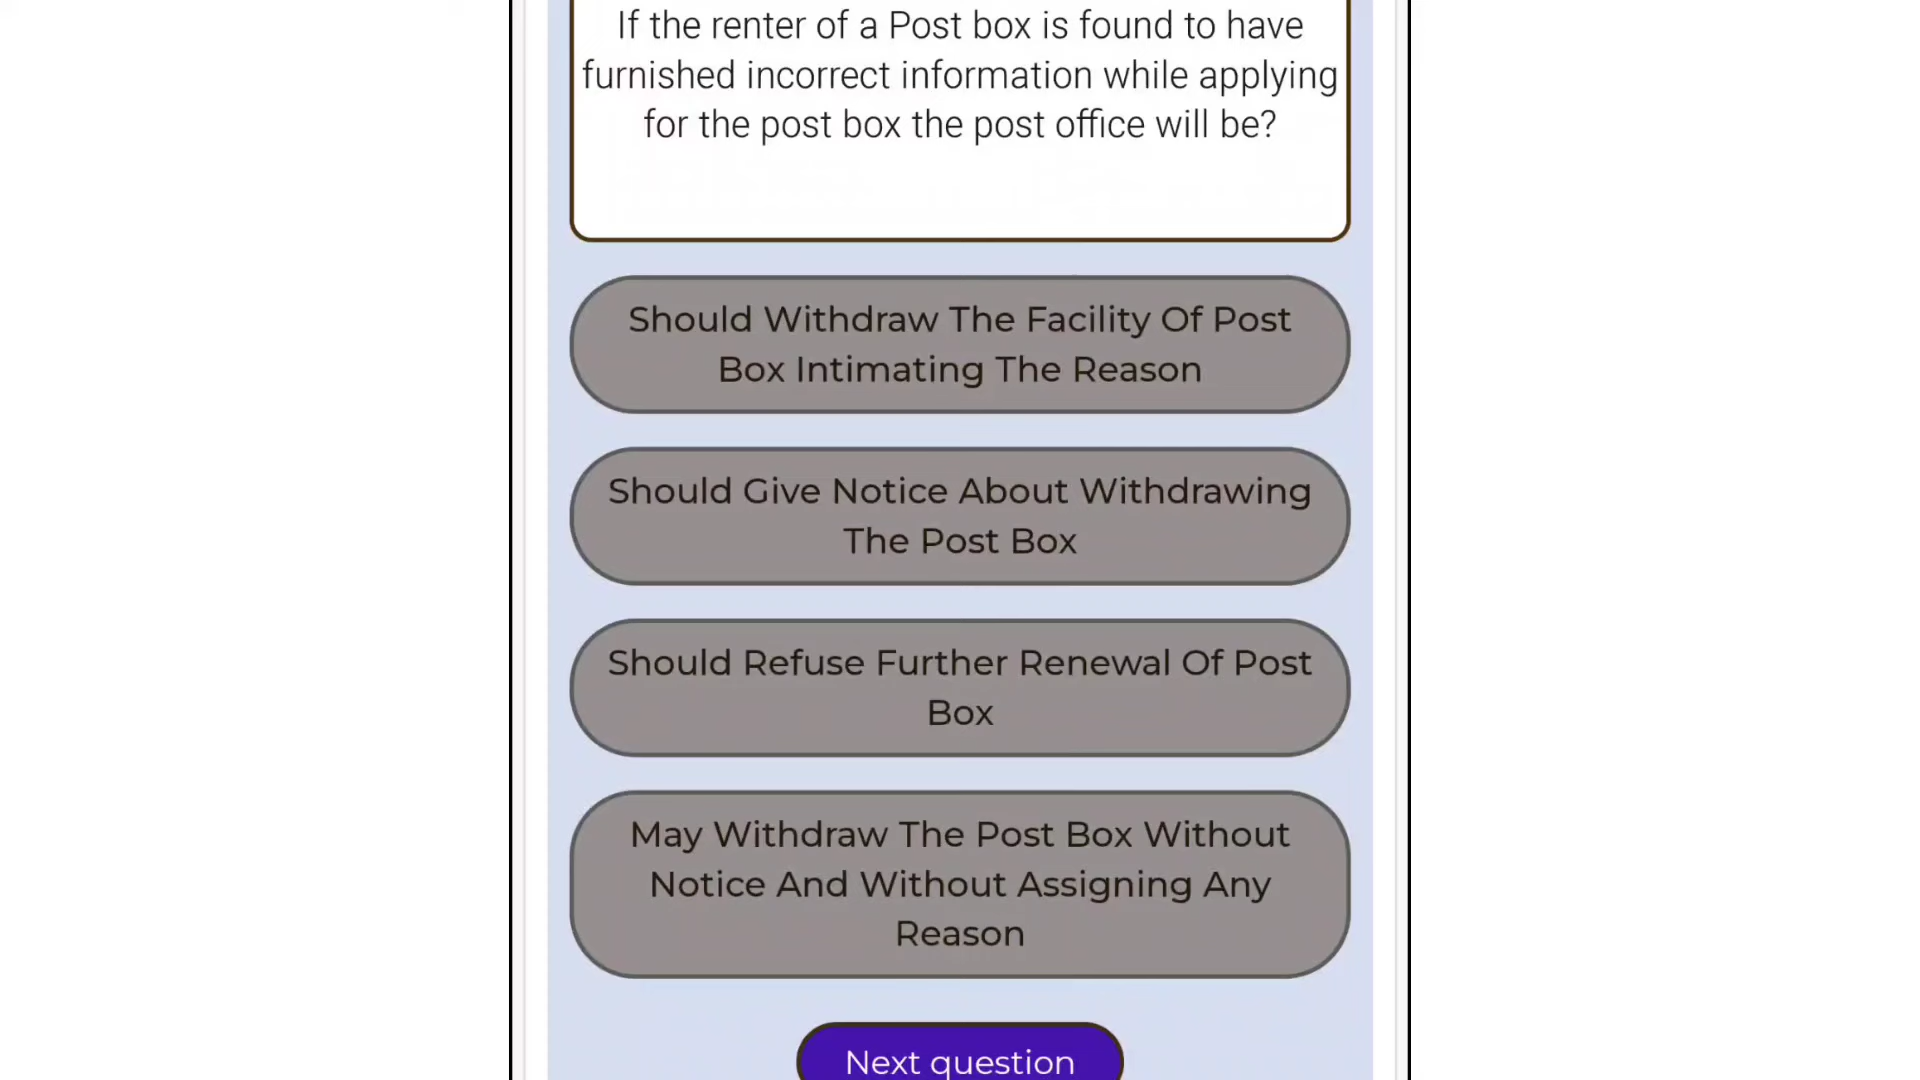 If the renter of a Post box is found to have
furnished incorrect information while applying
for the post box the post office will be?
Should Withdraw The Facility Of Post
Box Intimating The Reason
Should Give Notice About Withdrawing
The Post Box
Should Refuse Further Renewal Of Post
Box
May Withdraw The Post Box Without
Notice And Without Assigning Any
Reason
Next question